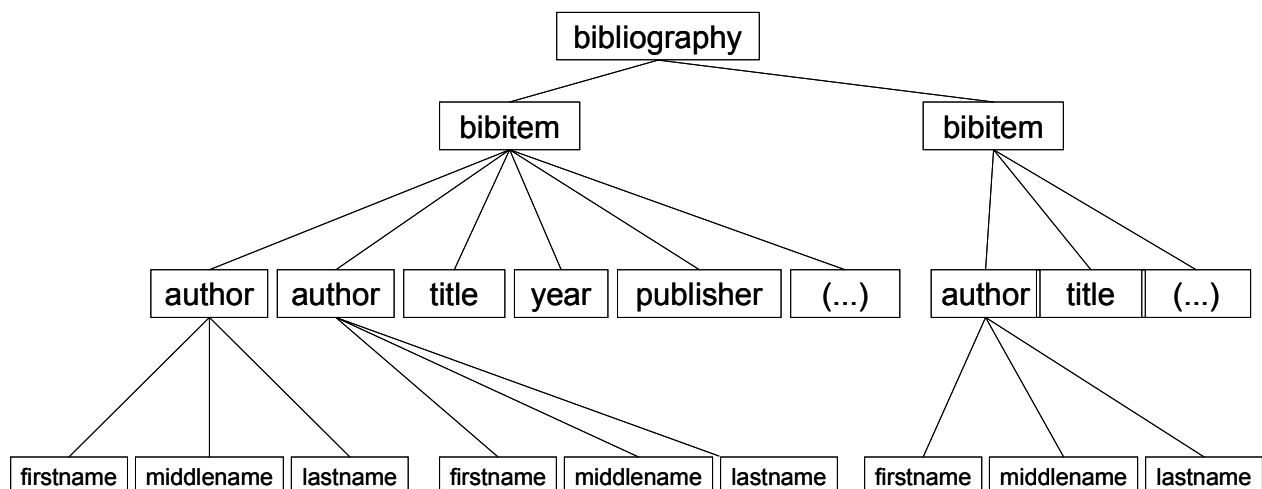 bibliography
bibitem bibitem
author author title year publisher (...) author title (...)
firstname middlename lastname firstname middlename lastname firstname middlename lastname